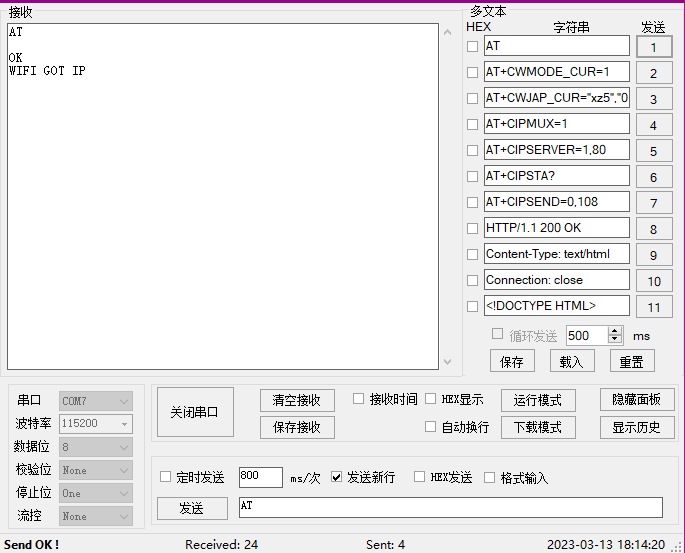 接收
AT
OK
WIFI GOT IP
多文本
HEX 字符串 发送
AT 1
AT+CWMODE_CUR=1 2
AT+CWJAP_CUR="xz5","0 3
AT+CIPMUX=1 4
AT+CIPSERVER=1,80 5
AT+CIPSTA? 6
AT+CIPSEND=0,108 7
HTTP/1.1 200 OK 8
Content-Type: text/html 9
Connection: close 10
<!DOCTYPE HTML> 11
循环发送 500 ms
保存 载入 重置
串口 COM7
波特率 115200
数据位 8
校验位 None
停止位 One
流控 None
关闭串口
清空接收 接收时间 HEX显示 运行模式 隐藏面板
保存接收 自动换行 下载模式 显示历史
定时发送 800 ms/次 发送新行 HEX发送 格式输入
发送 AT
Send OK ! Received: 24 Sent: 4 2023-03-13 18:14:20